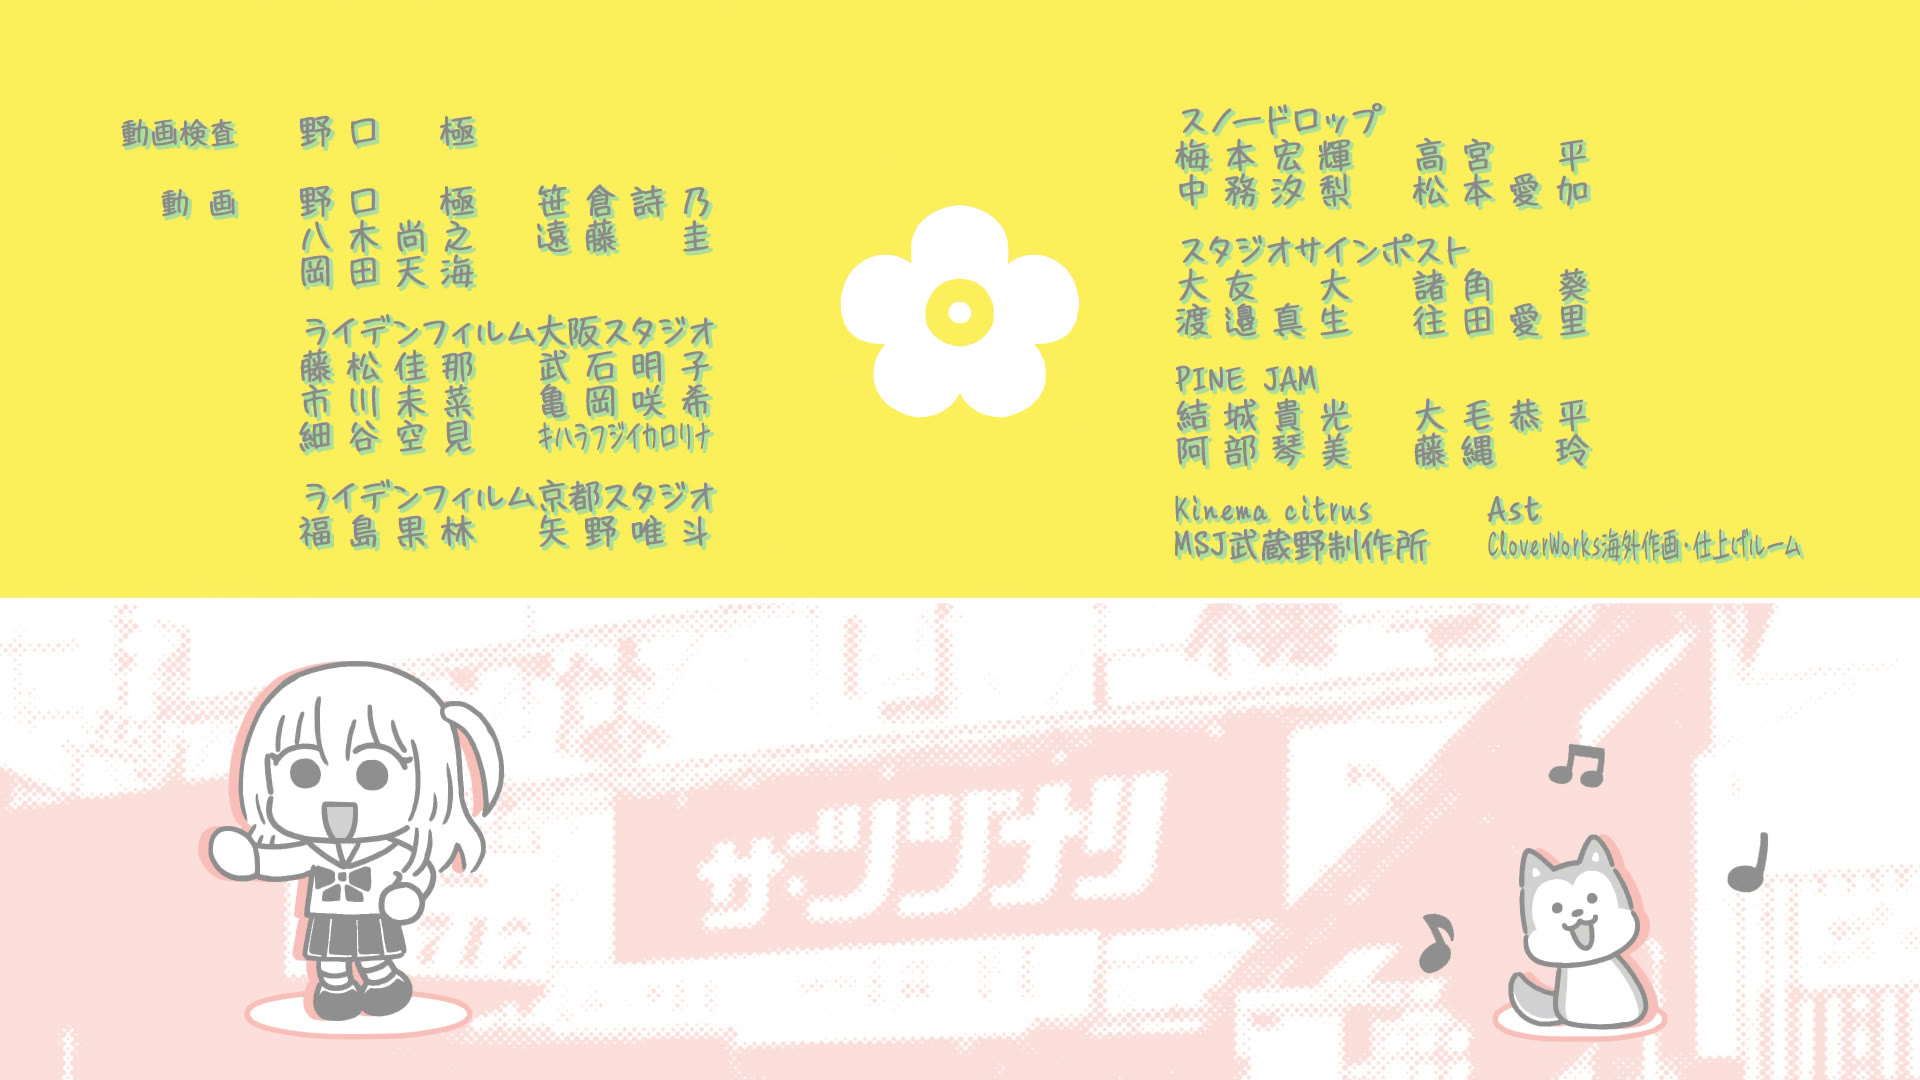 動画検査 野口 極
動画 野口 極 笹倉詩乃
八木尚之 遠藤 圭
岡田天海
ライデンフィルム大阪スタジオ
藤松佳那 武石明子
市川未菜 亀岡咲希
細谷空見 キハラフジイカロリナ
ライデンフィルム京都スタジオ
福島果林 矢野唯斗
スノードロップ
梅本宏輝 高宮 平
中務汐梨 松本愛加
スタジオサインポスト
大友 大 諸角 葵
渡邉真生 往田愛里
PINE JAM
結城貴光 大毛恭平
阿部琴美 藤縄 玲
Kinema citrus Ast
MSJ武蔵野制作所 CloverWorks海外作画・仕上げルーム
ザ・ツツナリ